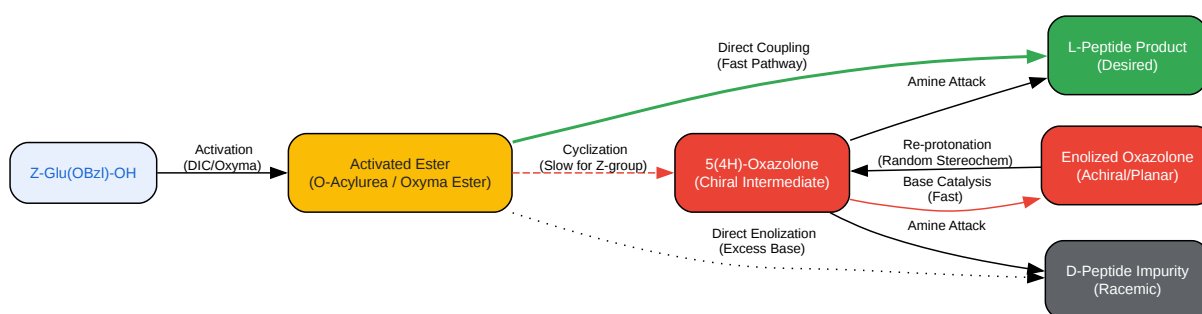 Z-Glu(OBzl)-OH
Activation
(DIC/Oxyma)
Activated Ester
(O-Acylurea / Oxyma Ester)
Direct Coupling
(Fast Pathway)
Cyclization
(Slow for Z-group)
Direct Enolization
(Excess Base)
5(4H)-Oxazolone
(Chiral Intermediate)
Amine Attack
Re-protonation
(Random Stereochem)
Base Catalysis
(Fast)
Amine Attack
L-Peptide Product
(Desired)
Enolized Oxazolone
(Achiral/Planar)
D-Peptide Impurity
(Racemic)